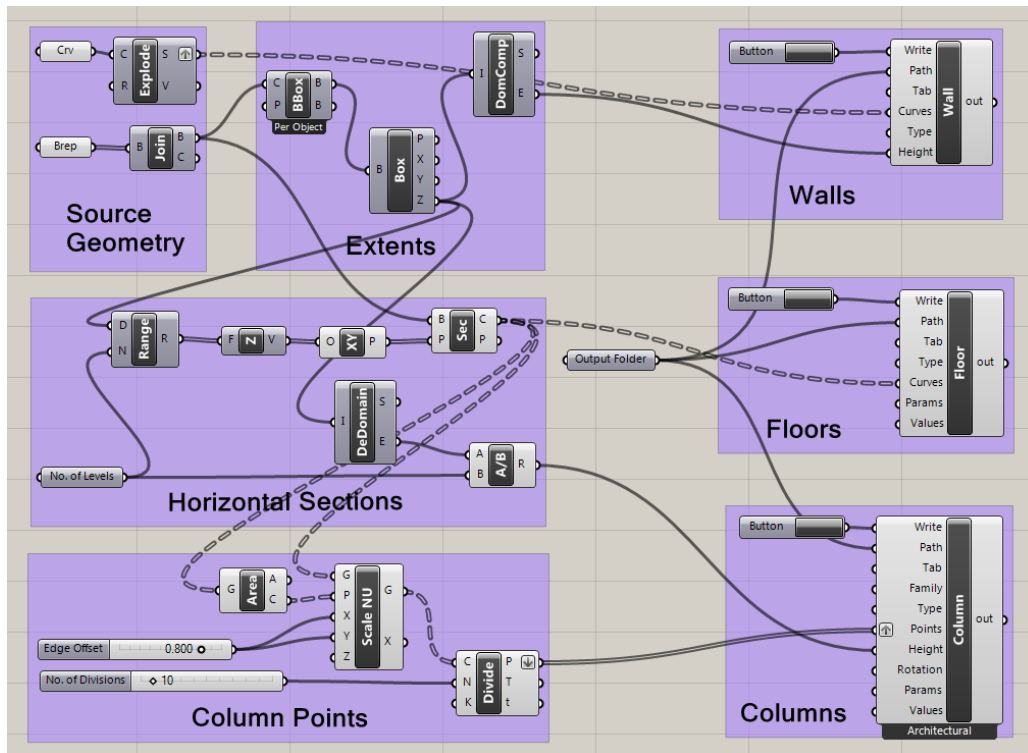 Crv
C
R
Explode
S
V
Brep
B
Join
B
C
Source
Geometry
C
P
BBox
B
B
Per Object
B
Box
P
X
Y
Z
I
DomComp
S
E
Extents
Button
Write
Path
Tab
Curves
Type
Height
Wall
out
Walls
D
N
Range
R
F
Z
V
O
XY
P
B
P
Sec
C
P
I
DeDomain
S
E
A
B
A/B
R
No. of Levels
Horizontal Sections
Output Folder
Button
Write
Path
Tab
Type
Curves
Params
Values
Floor
out
Floors
G
Area
A
C
G
P
X
Y
Z
Scale NU
G
X
Edge Offset
0.800
No. of Divisions
10
C
N
K
Divide
P
T
t
Column Points
Button
Write
Path
Tab
Family
Type
Points
Height
Rotation
Params
Values
Column
out
Architectural
Columns